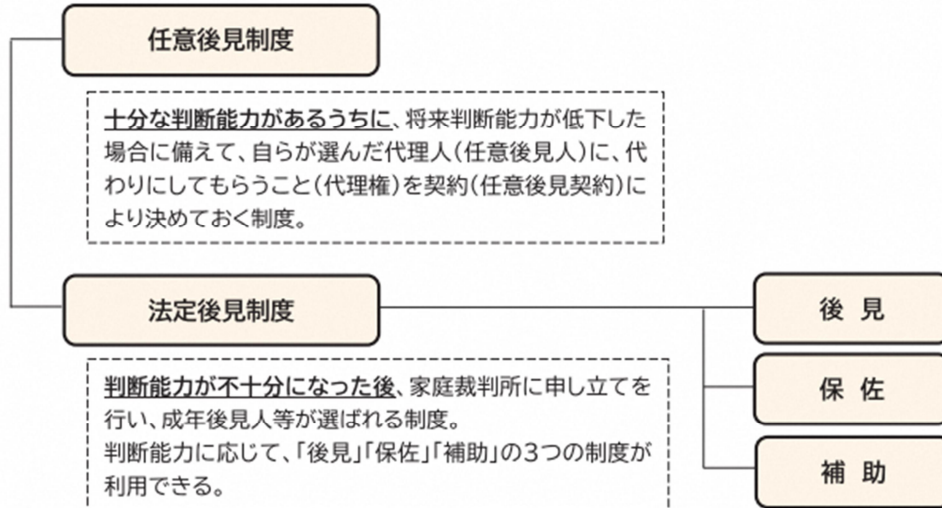 任意後見制度
十分な判断能力があるうちに、将来判断能力が低下した
場合に備えて、自らが選んだ代理人（任意後見人）に、代
わりにしてもらうこと（代理権）を契約（任意後見契約）に
より決めておく制度。
法定後見制度
判断能力が不十分になった後、家庭裁判所に申し立てを
行い、成年後見人等が選ばれる制度。
判断能力に応じて、「後見」「保佐」「補助」の３つの制度が
利用できる。
後 見
保 佐
補 助